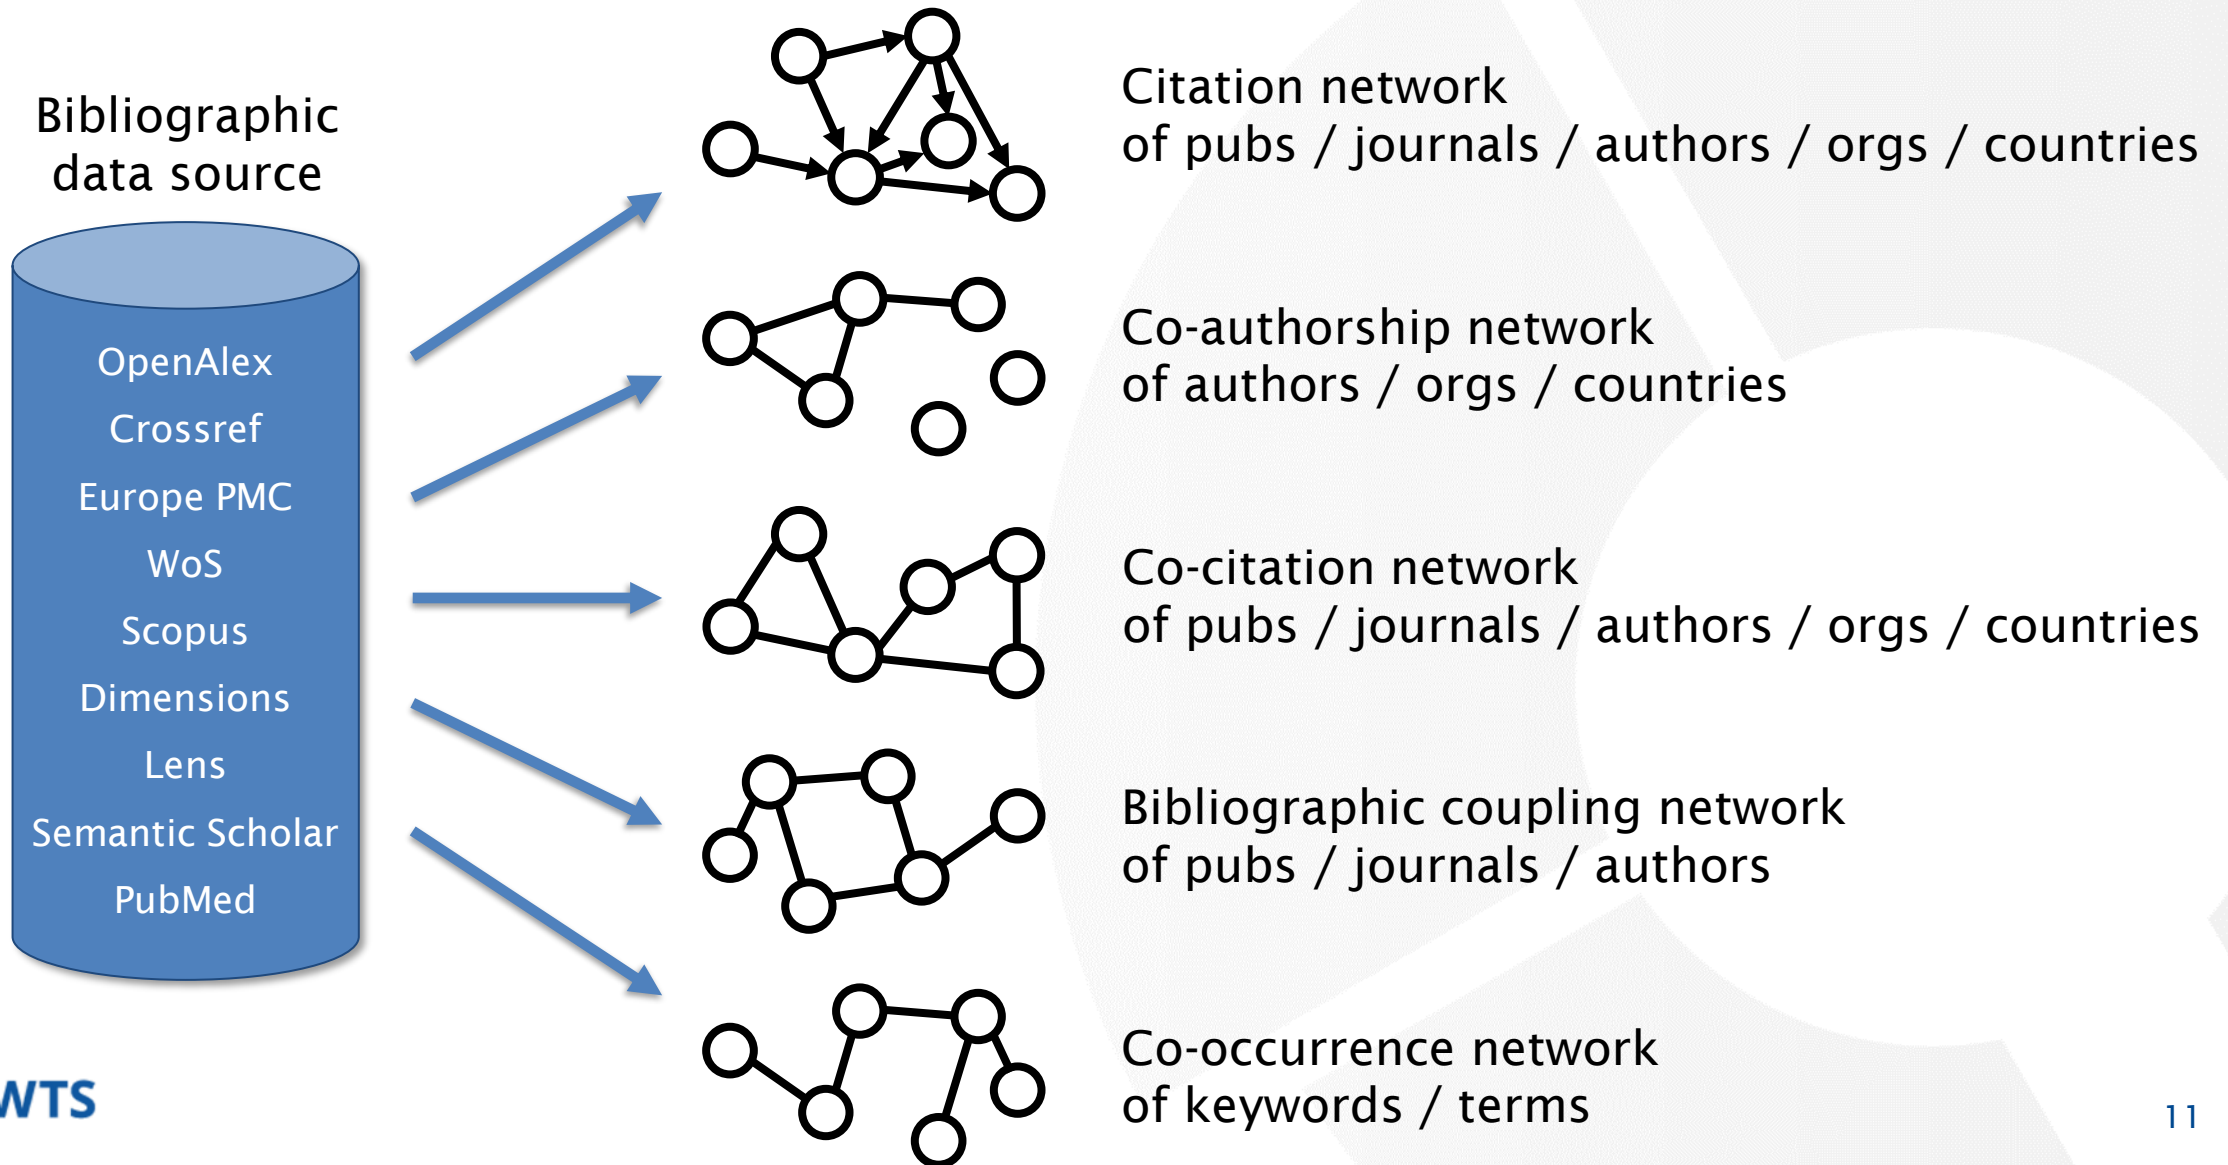 Bibliographic
data source
OpenAlex
Crossref
Europe PMC
WoS
Scopus
Dimensions
Lens
Semantic Scholar
PubMed
Citation network
of pubs / journals / authors / orgs / countries
Co-authorship network
of authors / orgs / countries
Co-citation network
of pubs / journals / authors / orgs / countries
Bibliographic coupling network
of pubs / journals / authors
Co-occurrence network
of keywords / terms
WTS
11